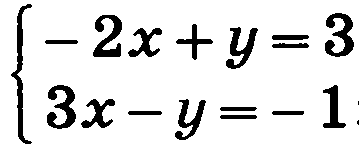 −2x + y = 3
3x − y = −1